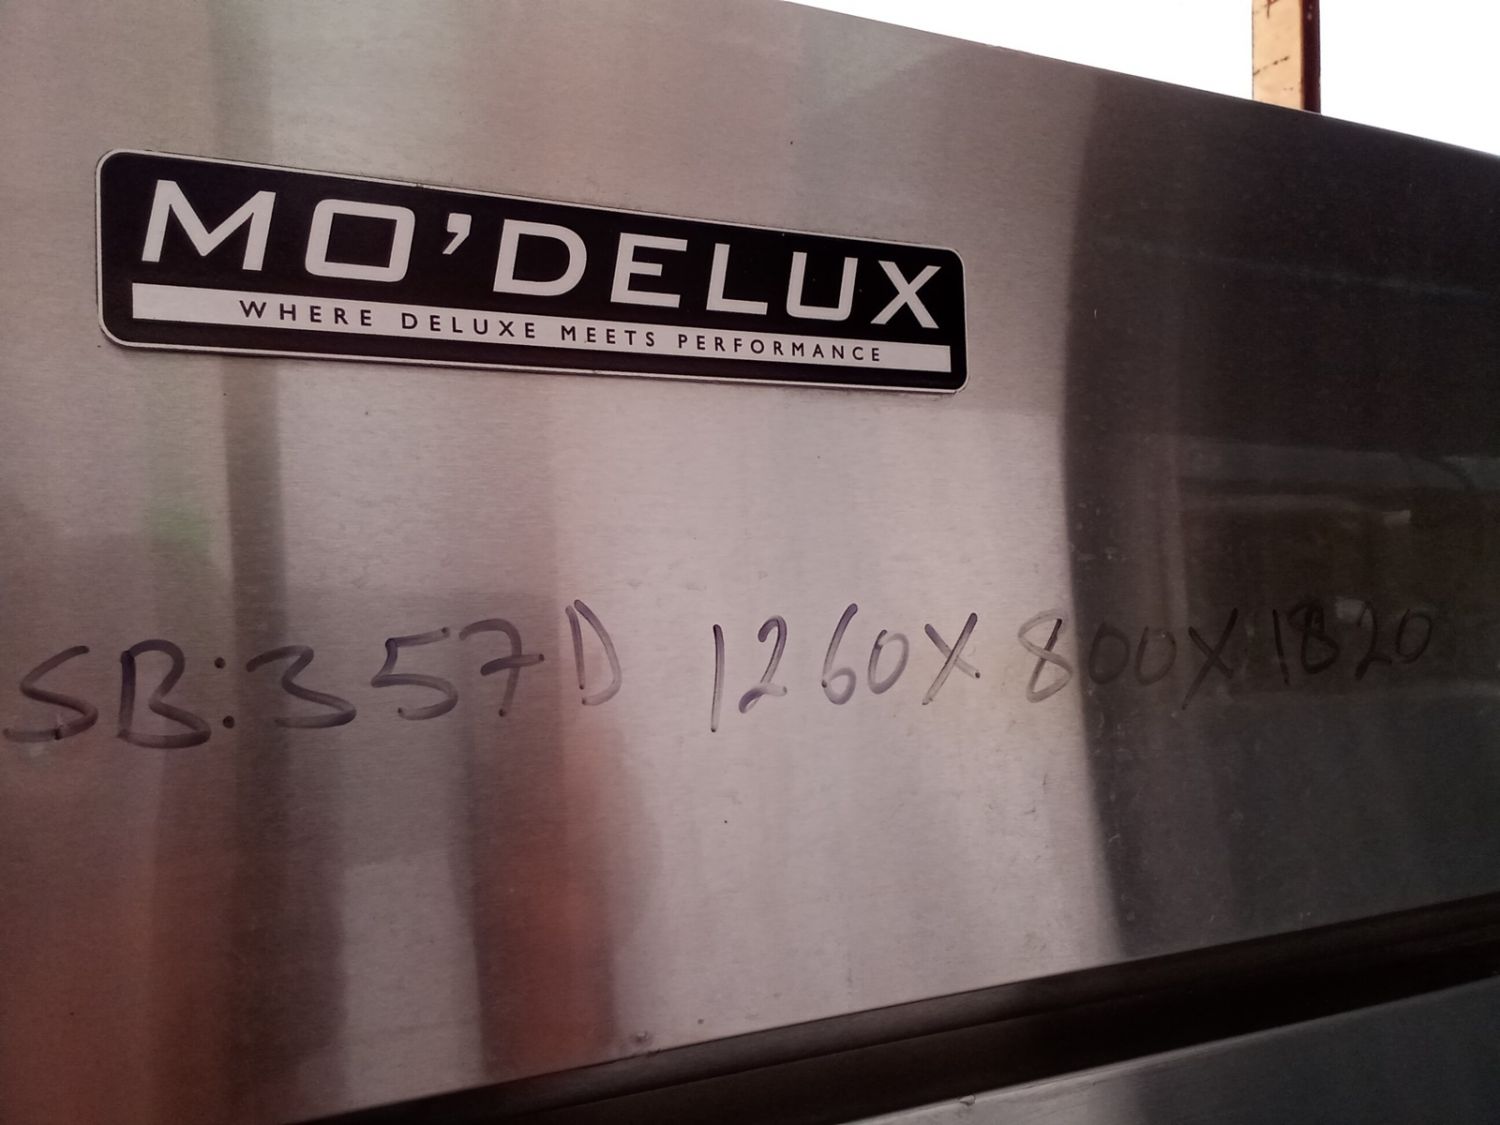 MO'DELUX
WHERE DELUXE MEETS PERFORMANCE
SB:357D 1260X800X1820